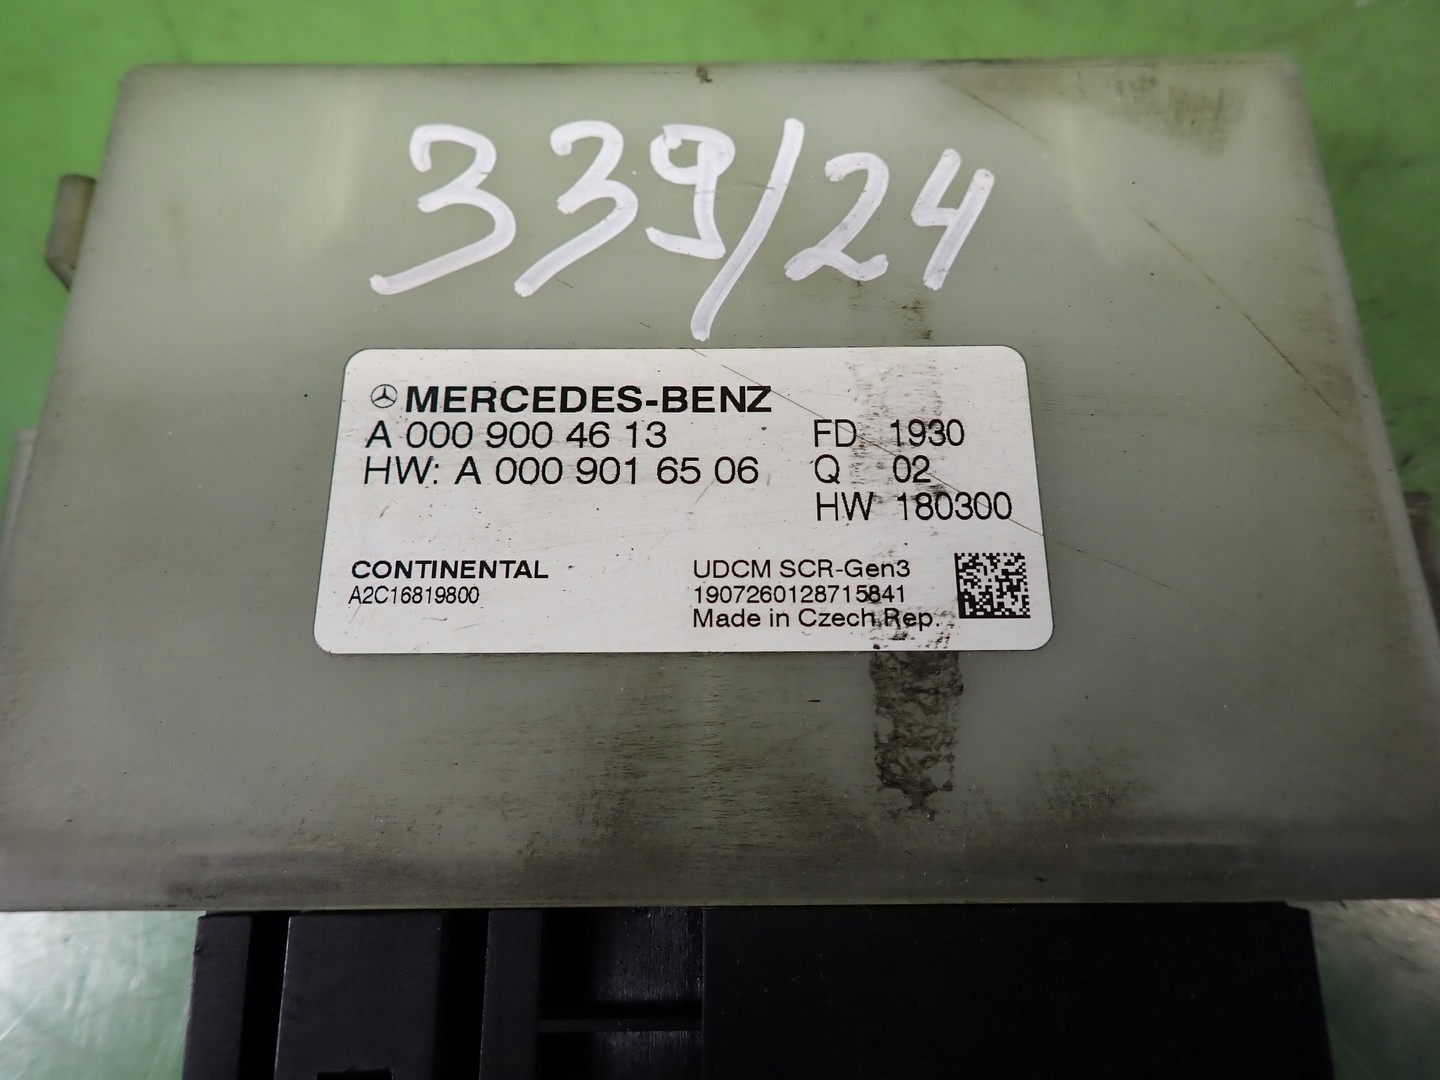 339/24
MERCEDES-BENZ
A 000 900 46 13 FD 1930
HW: A 000 901 65 06 Q 02
HW 180300
CONTINENTAL UDCM SCR-Gen3
A2C16819800 1907260128715841
Made in Czech Rep.